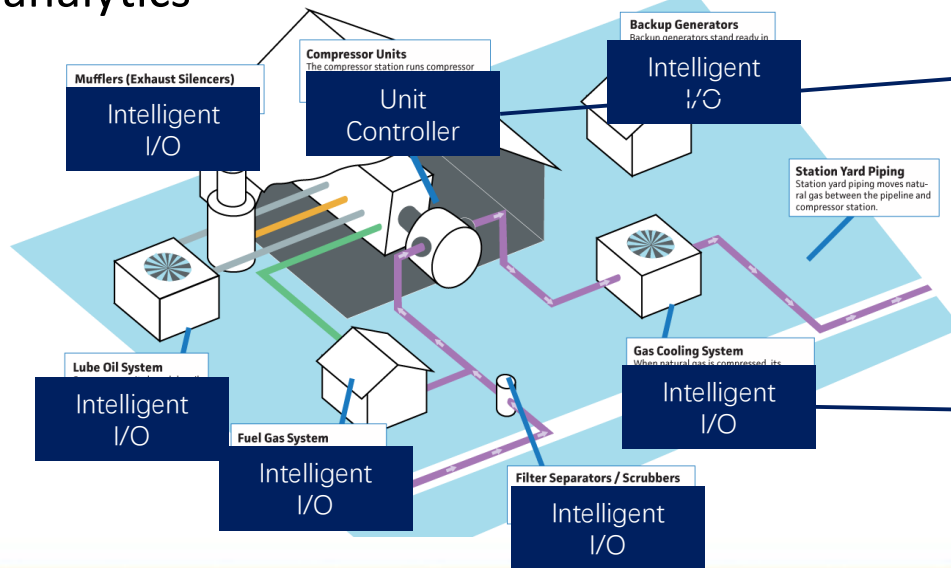 analytics
Backup Generators
Backup generators stand ready in
Intelligent
I/O
Compressor Units
The compressor station runs compressor
Unit
Controller
Mufflers (Exhaust Silencers)
Intelligent
I/O
Station Yard Piping
Station yard piping moves natu-
ral gas between the pipeline and
compressor station.
Gas Cooling System
When natural gas is compressed, its
Intelligent
I/O
Lube Oil System
Intelligent
I/O
Fuel Gas System
Intelligent
I/O
Filter Separators / Scrubbers
Intelligent
I/O